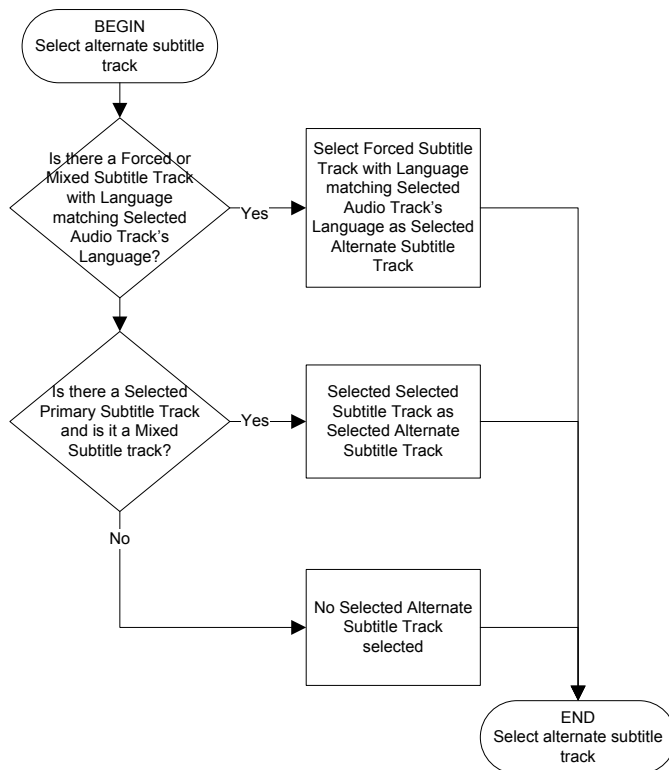 BEGIN
Select alternate subtitle
track
Is there a Forced or
Mixed Subtitle Track
with Language
matching Selected
Audio Track's
Language?
Yes
Select Forced Subtitle
Track with Language
matching Selected
Audio Track's
Language as Selected
Alternate Subtitle
Track
Is there a Selected
Primary Subtitle Track
and is it a Mixed
Subtitle track?
Yes
Selected Selected
Subtitle Track as
Selected Alternate
Subtitle Track
No
No Selected Alternate
Subtitle Track
selected
END
Select alternate subtitle
track